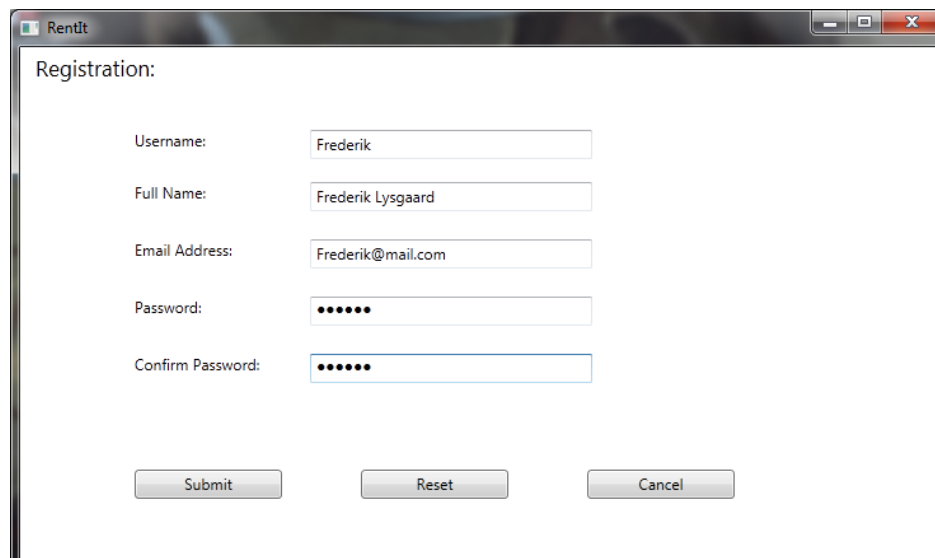 RentIt
Registration:
Username: Frederik
Full Name: Frederik Lysgaard
Email Address: Frederik@mail.com
Password: ●●●●●●
Confirm Password: ●●●●●●
Submit Reset Cancel